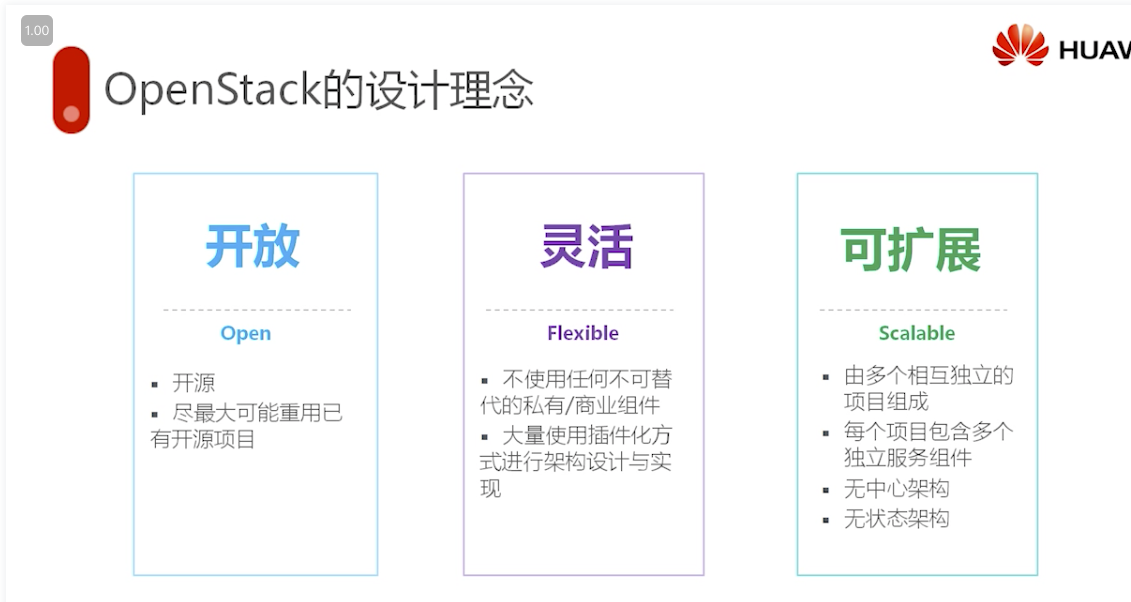 1.00
HUAW
OpenStack的设计理念
开放
Open
▪ 开源
▪ 尽最大可能重用已
有开源项目
灵活
Flexible
▪ 不使用任何不可替
代的私有/商业组件
▪ 大量使用插件化方
式进行架构设计与实
现
可扩展
Scalable
▪ 由多个相互独立的
项目组成
▪ 每个项目包含多个
独立服务组件
▪ 无中心架构
▪ 无状态架构